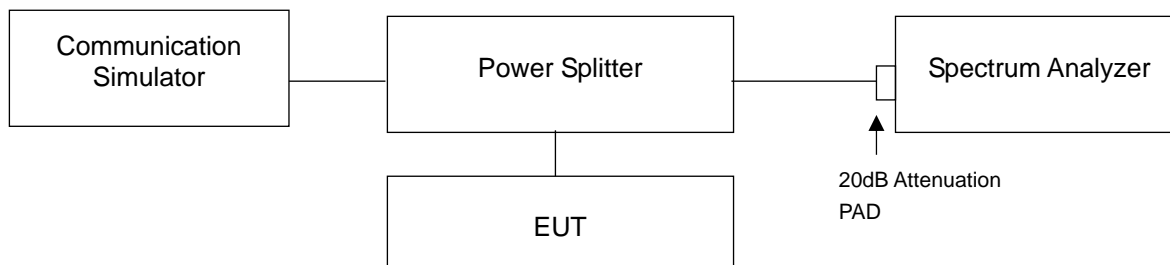 Communication
Simulator
Power Splitter
Spectrum Analyzer
20dB Attenuation
PAD
EUT